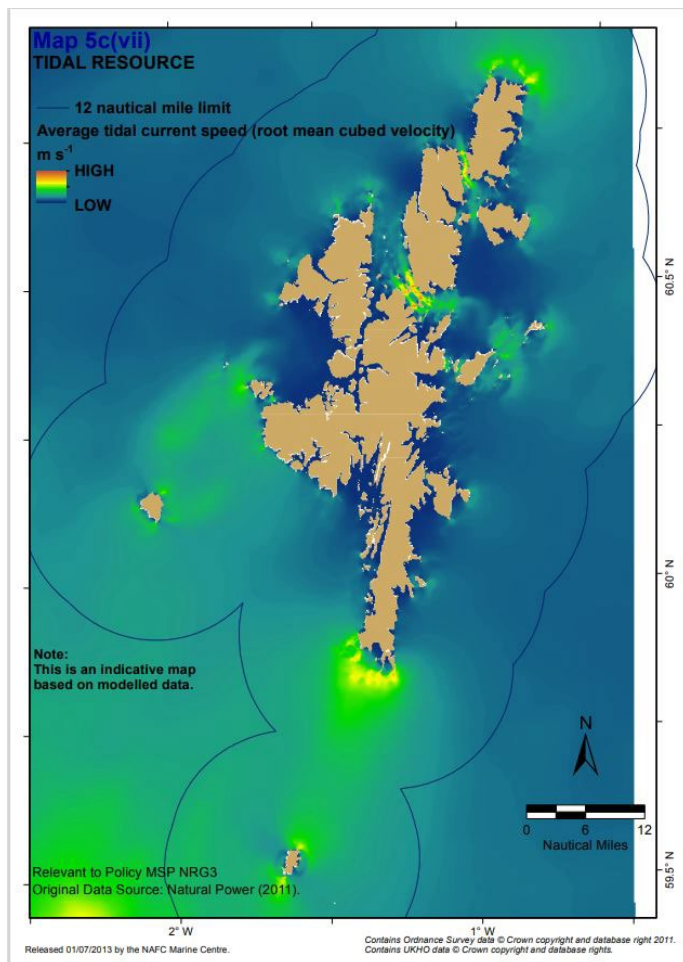 Map 5c(vii)
TIDAL RESOURCE
12 nautical mile limit
Average tidal current speed (root mean cubed velocity)
m s⁻¹
HIGH
LOW
60.5° N
60° N
Note:
This is an indicative map
based on modelled data.
N
0 6 12
Nautical Miles
59.5° N
Relevant to Policy MSP NRG3
Original Data Source: Natural Power (2011).
2° W
1° W
Released 01/07/2013 by the NAFC Marine Centre.
Contains Ordnance Survey data © Crown copyright and database right 2011.
Contains UKHO data © Crown copyright and database rights.